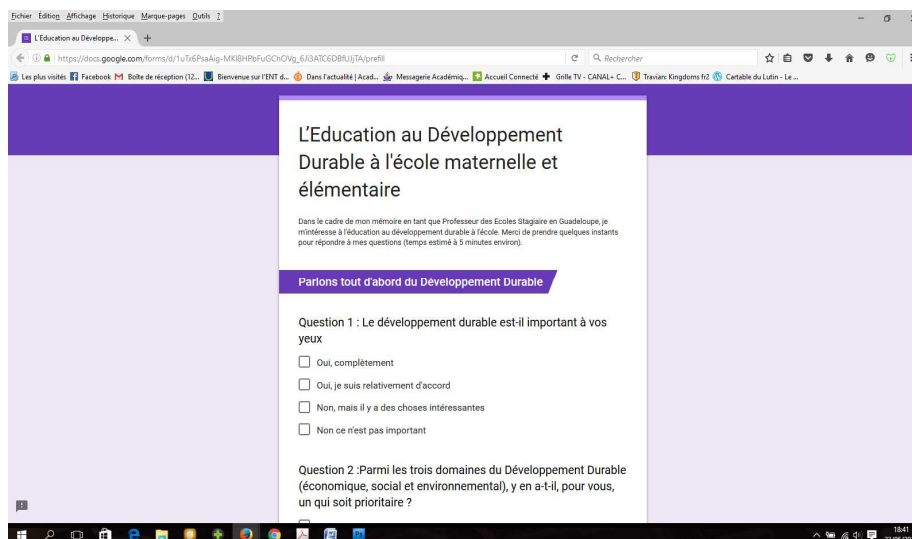 Fichier Édition Affichage Historique Marque-pages Outils ?
L'Education au Développe...
https://docs.google.com/forms/d/1uTx6PsaAig-MKI8HPbFuGChOVg_6Ji3ATC6DBfUJjTA/prefill
Rechercher
Les plus visités Facebook Boîte de réception (12... Bienvenue sur l'ENT d... Dans l'actualité | Acad... Messagerie Académiq... Accueil Connecté Grille TV - CANAL+ C... Travian: Kingdoms fr2 Cartable du Lutin - Le ...
L'Education au Développement
Durable à l'école maternelle et
élémentaire
Dans le cadre de mon mémoire en tant que Professeur des Ecoles Stagiaire en Guadeloupe, je
m'intéresse à l'éducation au développement durable à l'école. Merci de prendre quelques instants
pour répondre à mes questions (temps estimé à 5 minutes environ).
Parlons tout d'abord du Développement Durable
Question 1 : Le développement durable est-il important à vos
yeux
Oui, complètement
Oui, je suis relativement d'accord
Non, mais il y a des choses intéressantes
Non ce n'est pas important
Question 2 :Parmi les trois domaines du Développement Durable
(économique, social et environnemental), y en a-t-il, pour vous,
un qui soit prioritaire ?
18:41